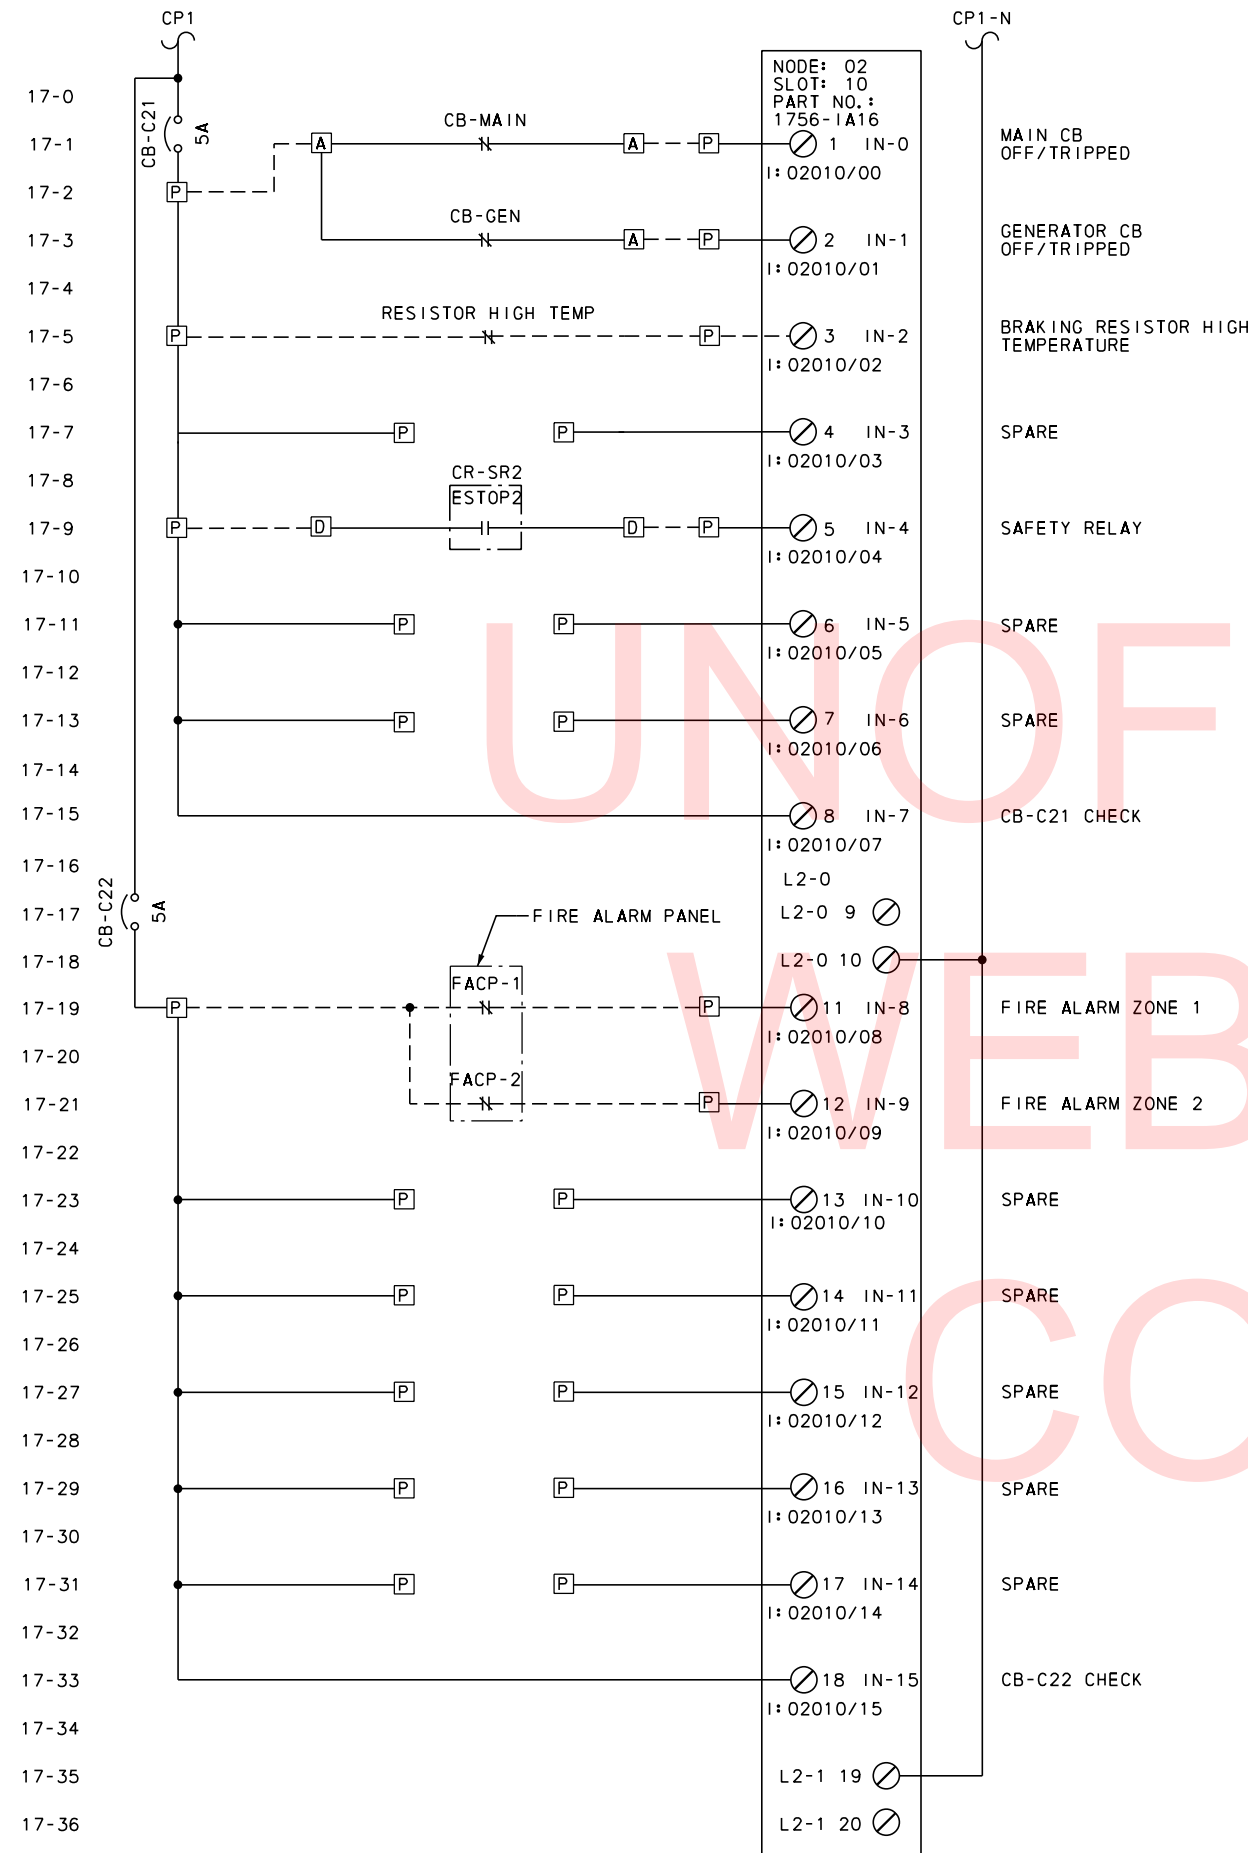 CP1
CP1-N
NODE: 02
SLOT: 10
PART NO.:
1756-IA16
17-0
CB-C21
5A
17-1
A
CB-MAIN
A
P
1 IN-0
MAIN CB
OFF/TRIPPED
I:02010/00
17-2
P
17-3
CB-GEN
A
P
2 IN-1
GENERATOR CB
OFF/TRIPPED
I:02010/01
17-4
17-5
P
RESISTOR HIGH TEMP
P
3 IN-2
BRAKING RESISTOR HIGH
TEMPERATURE
I:02010/02
17-6
17-7
P
P
4 IN-3
SPARE
I:02010/03
17-8
CR-SR2
ESTOP2
17-9
P
D
D
P
5 IN-4
SAFETY RELAY
I:02010/04
17-10
17-11
P
P
6 IN-5
SPARE
I:02010/05
17-12
17-13
P
P
7 IN-6
SPARE
I:02010/06
17-14
17-15
8 IN-7
CB-C21 CHECK
I:02010/07
17-16
L2-0
CB-C22
5A
17-17
FIRE ALARM PANEL
L2-0 9
17-18
L2-0 10
17-19
P
FACP-1
P
11 IN-8
FIRE ALARM ZONE 1
I:02010/08
17-20
17-21
FACP-2
P
12 IN-9
FIRE ALARM ZONE 2
I:02010/09
17-22
17-23
P
P
13 IN-10
SPARE
I:02010/10
17-24
17-25
P
P
14 IN-11
SPARE
I:02010/11
17-26
17-27
P
P
15 IN-12
SPARE
I:02010/12
17-28
17-29
P
P
16 IN-13
SPARE
I:02010/13
17-30
17-31
P
P
17 IN-14
SPARE
I:02010/14
17-32
17-33
18 IN-15
CB-C22 CHECK
I:02010/15
17-34
17-35
L2-1 19
17-36
L2-1 20
UNOF
WEB
CO